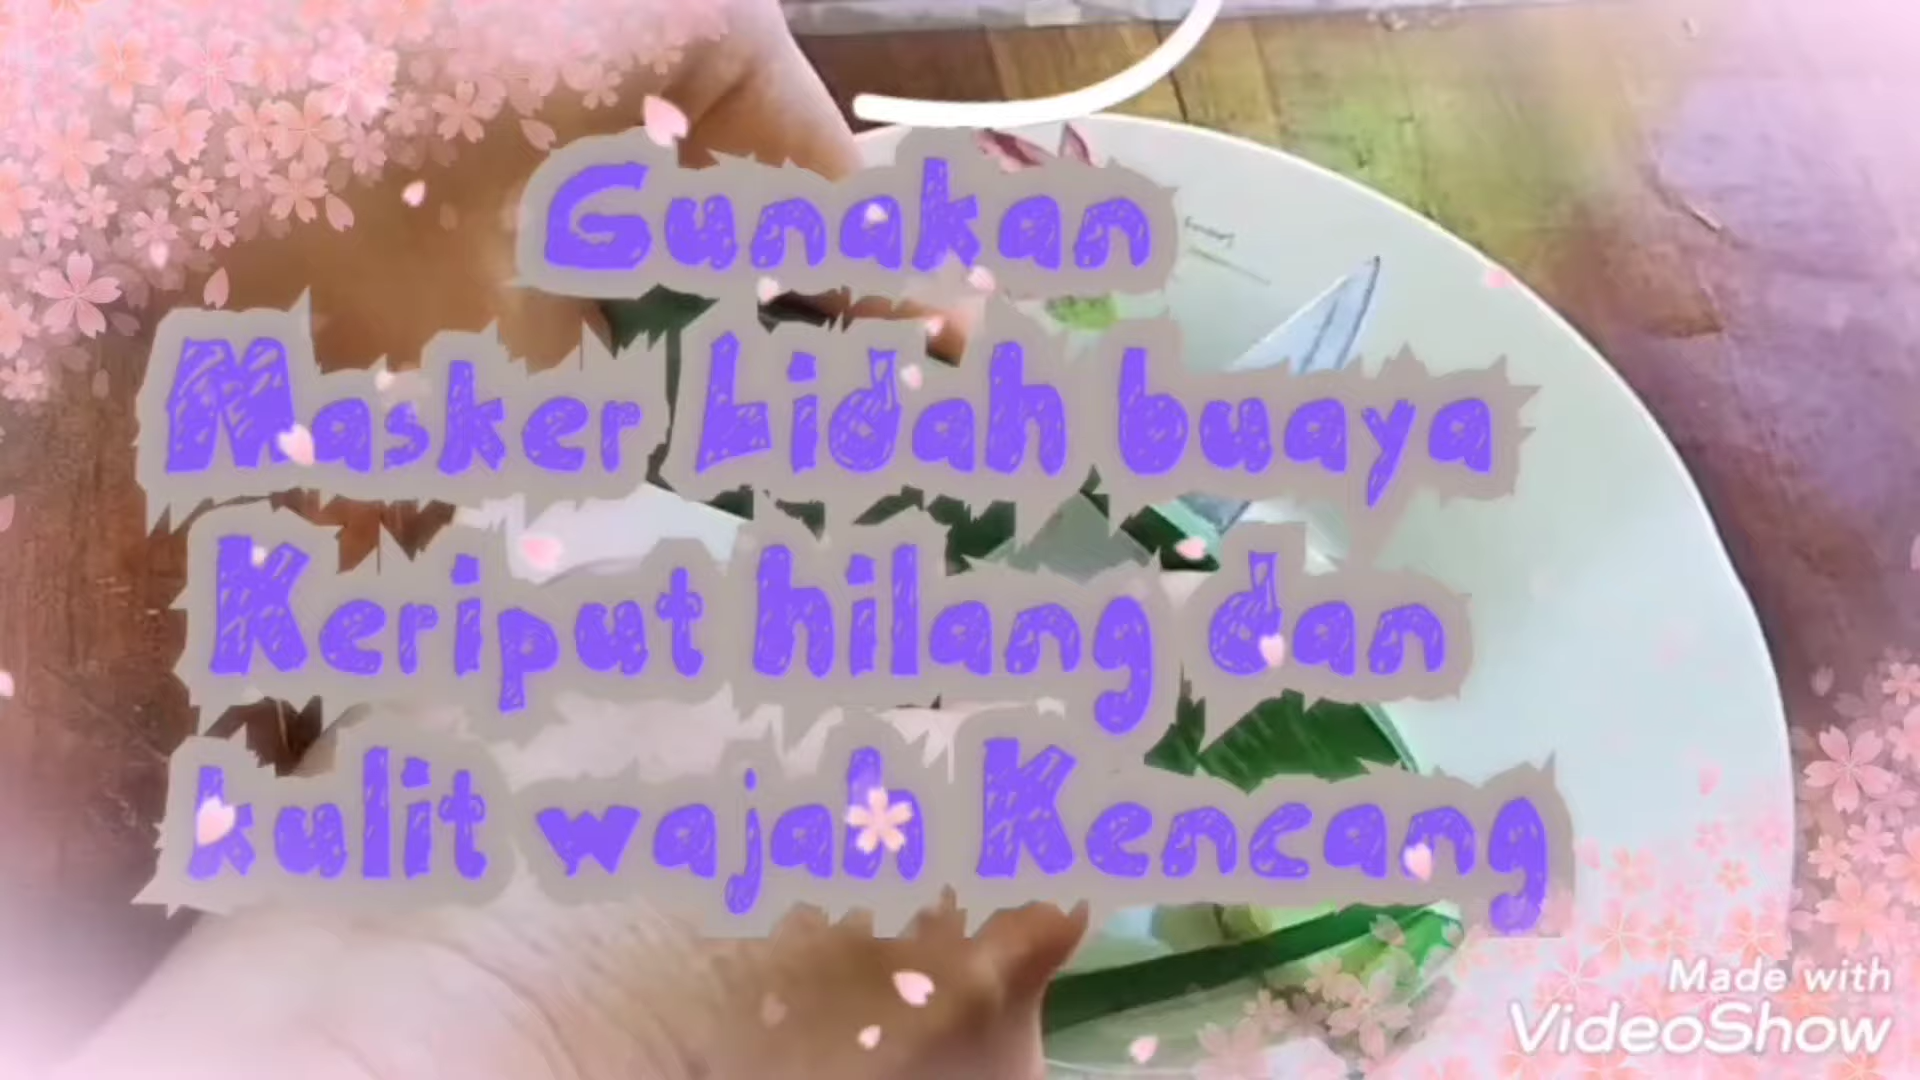 Gunakan
Masker Lidah buaya
Keriput hilang dan
kulit wajah Kencang
Made with
VideoShow